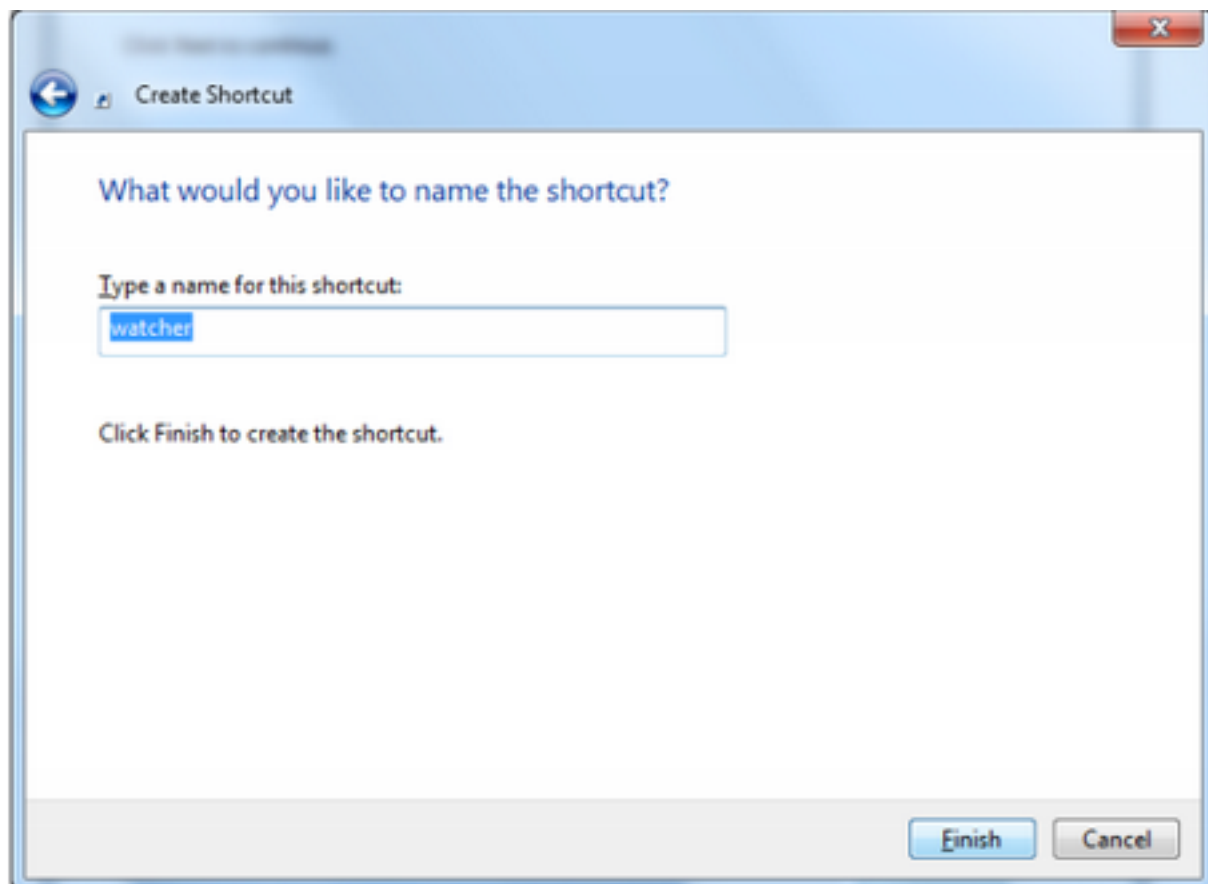 Create Shortcut
What would you like to name the shortcut?
Type a name for this shortcut:
watcher
Click Finish to create the shortcut.
Finish
Cancel